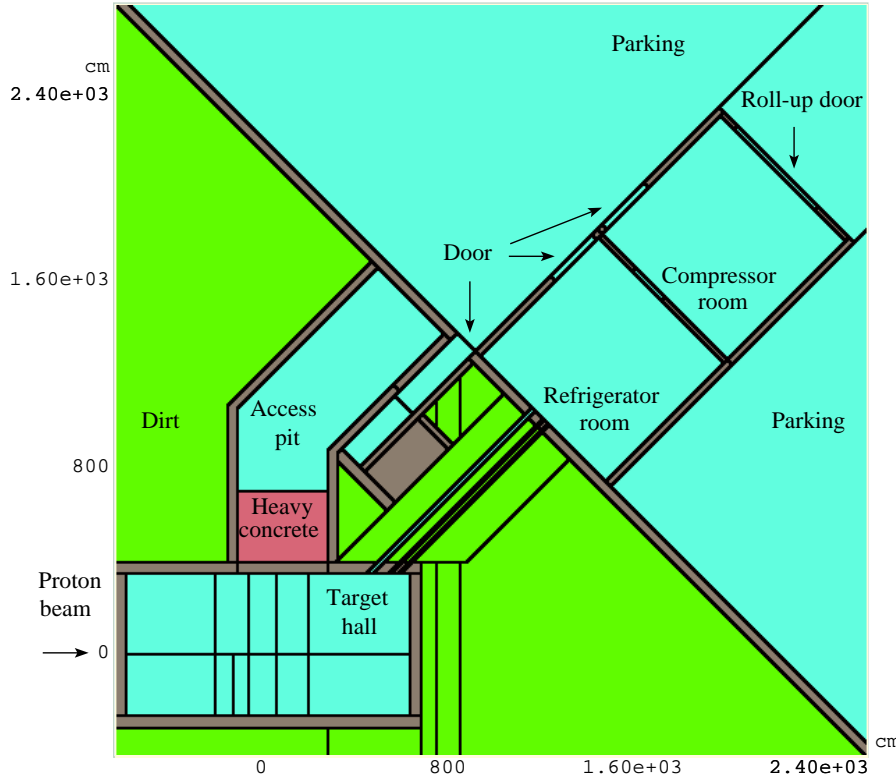 Parking
cm
2.40e+03
Roll-up door
Door
1.60e+03
Compressor
room
Refrigerator
room
Access
pit
Dirt
Parking
800
Heavy
concrete
Proton
beam
Target
hall
0
cm
0
800
1.60e+03
2.40e+03